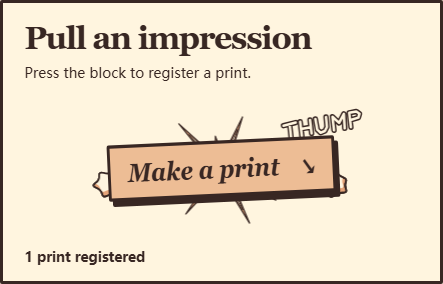 Pull an impression
Press the block to register a print.
THUMP
Make a print ↘
1 print registered